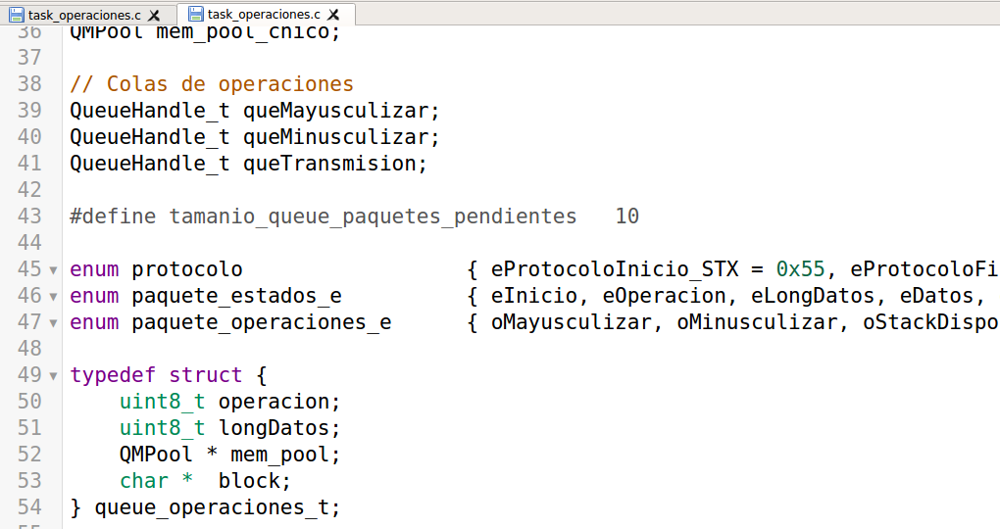 task_operaciones.c task_operaciones.c
36 QMPool mem_pool_chico;
37
38 // Colas de operaciones
39 QueueHandle_t queMayusculizar;
40 QueueHandle_t queMinusculizar;
41 QueueHandle_t queTransmision;
42
43 #define tamanio_queue_paquetes_pendientes 10
44
45 enum protocolo { eProtocoloInicio_STX = 0x55, eProtocoloFi
46 enum paquete_estados_e { eInicio, eOperacion, eLongDatos, eDatos,
47 enum paquete_operaciones_e { oMayusculizar, oMinusculizar, oStackDispo
48
49 typedef struct {
50 uint8_t operacion;
51 uint8_t longDatos;
52 QMPool * mem_pool;
53 char * block;
54 } queue_operaciones_t;